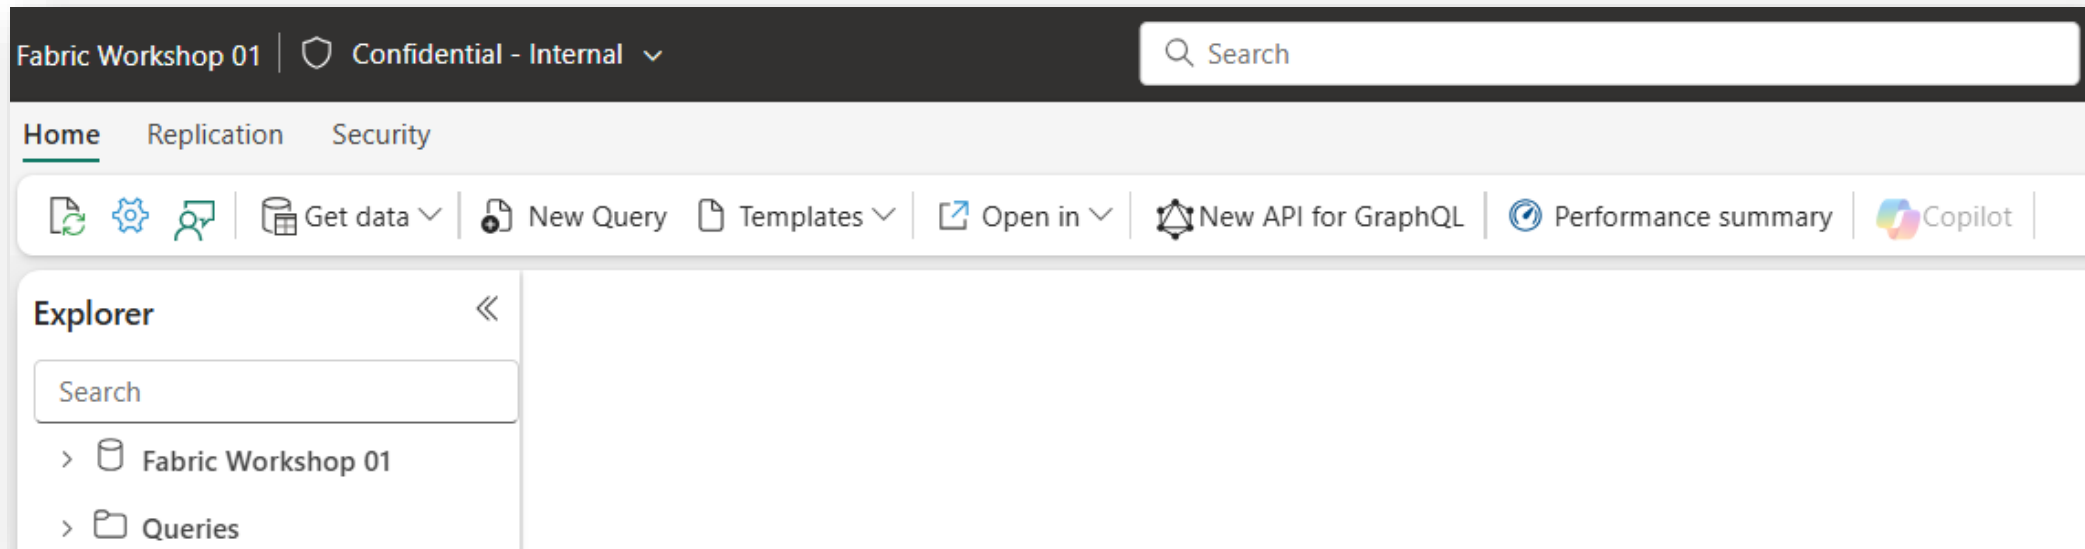 Fabric Workshop 01 Confidential - Internal Search
Home Replication Security
Get data New Query Templates Open in New API for GraphQL Performance summary Copilot
Explorer
Search
Fabric Workshop 01
Queries